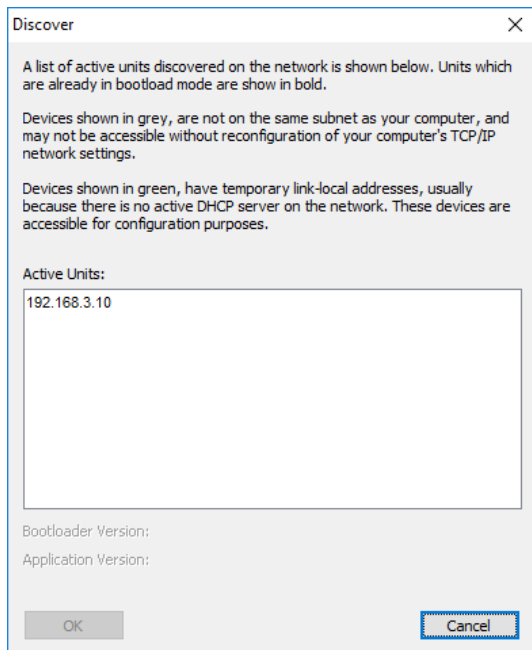 Discover
A list of active units discovered on the network is shown below. Units which
are already in bootload mode are show in bold.
Devices shown in grey, are not on the same subnet as your computer, and
may not be accessible without reconfiguration of your computer's TCP/IP
network settings.
Devices shown in green, have temporary link-local addresses, usually
because there is no active DHCP server on the network. These devices are
accessible for configuration purposes.
Active Units:
192.168.3.10
Bootloader Version:
Application Version:
OK
Cancel